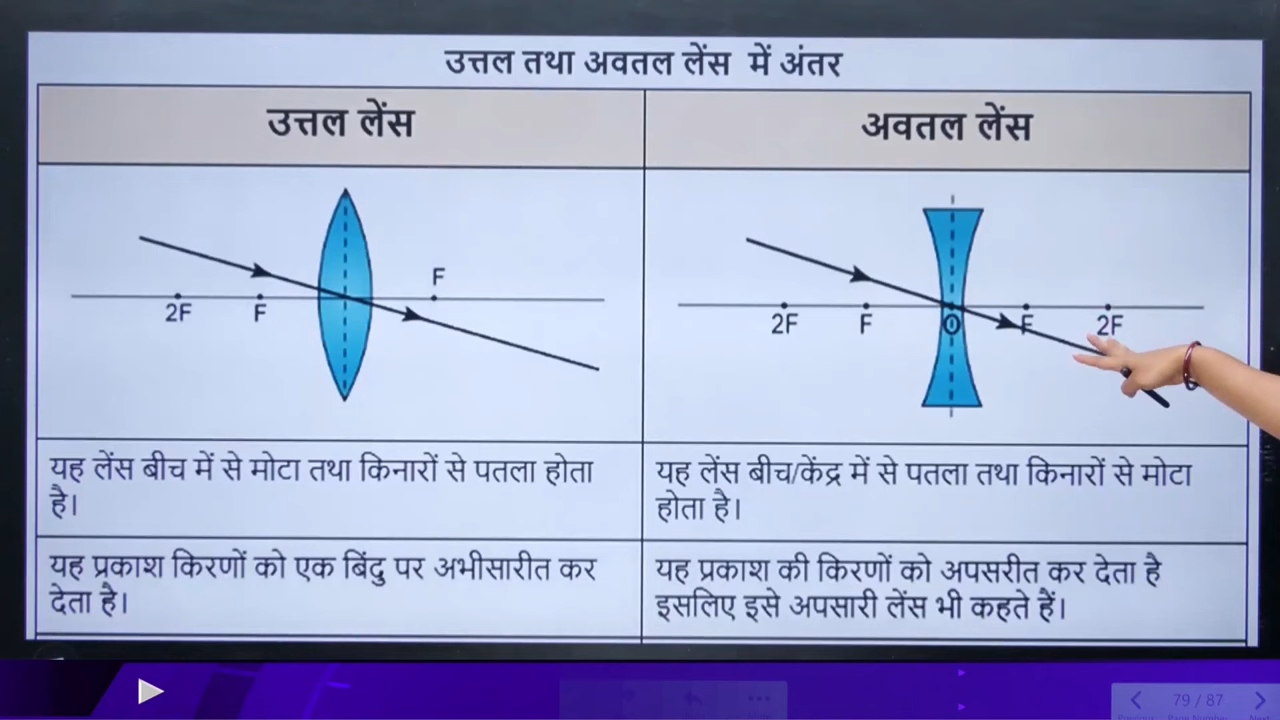 उत्तल तथा अवतल लेंस में अंतर
उत्तल लेंस
अवतल लेंस
F
2F
F
2F
F
O
F
2F
यह लेंस बीच में से मोटा तथा किनारों से पतला होता
है।
यह लेंस बीच/केंद्र में से पतला तथा किनारों से मोटा
होता है।
यह प्रकाश किरणों को एक बिंदु पर अभीसारीत कर
देता है।
यह प्रकाश की किरणों को अपसरीत कर देता है
इसलिए इसे अपसारी लेंस भी कहते हैं।
79 / 87